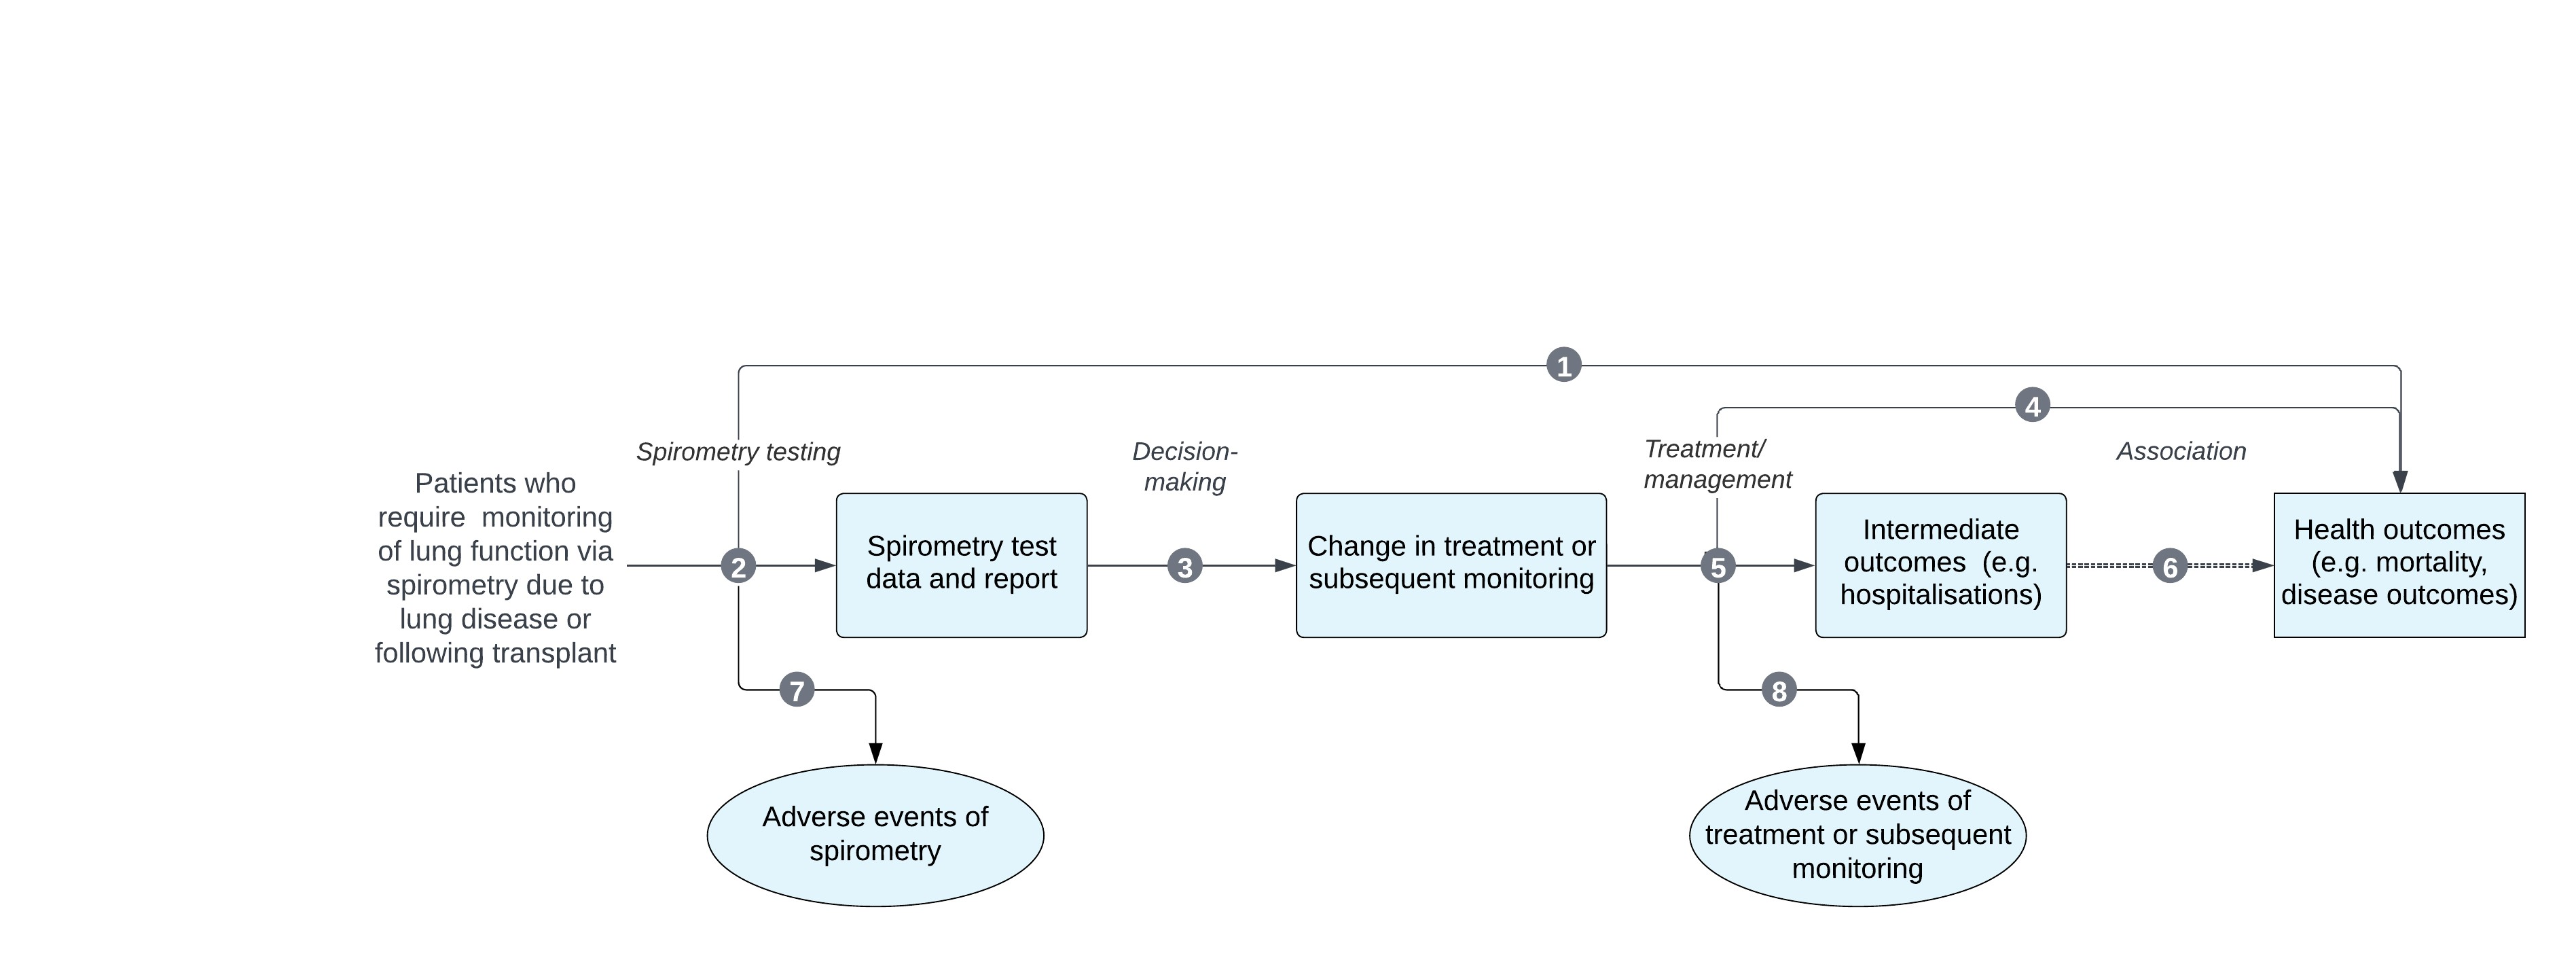 1
4
Spirometry testing
Decision-
making
Treatment/
management
Association
Patients who
require  monitoring
of lung function via
spirometry due to
lung disease or
following transplant
2
Spirometry test
data and report
3
Change in treatment or
subsequent monitoring
5
Intermediate
outcomes  (e.g.
hospitalisations)
6
Health outcomes
(e.g. mortality,
disease outcomes)
7
8
Adverse events of
spirometry
Adverse events of
treatment or subsequent
monitoring